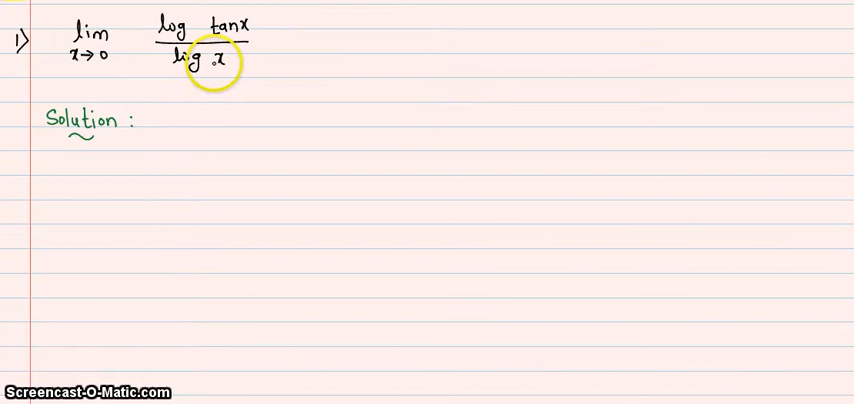 1) lim x→0 log tanx / log x
Solution :
Screencast-O-Matic.com